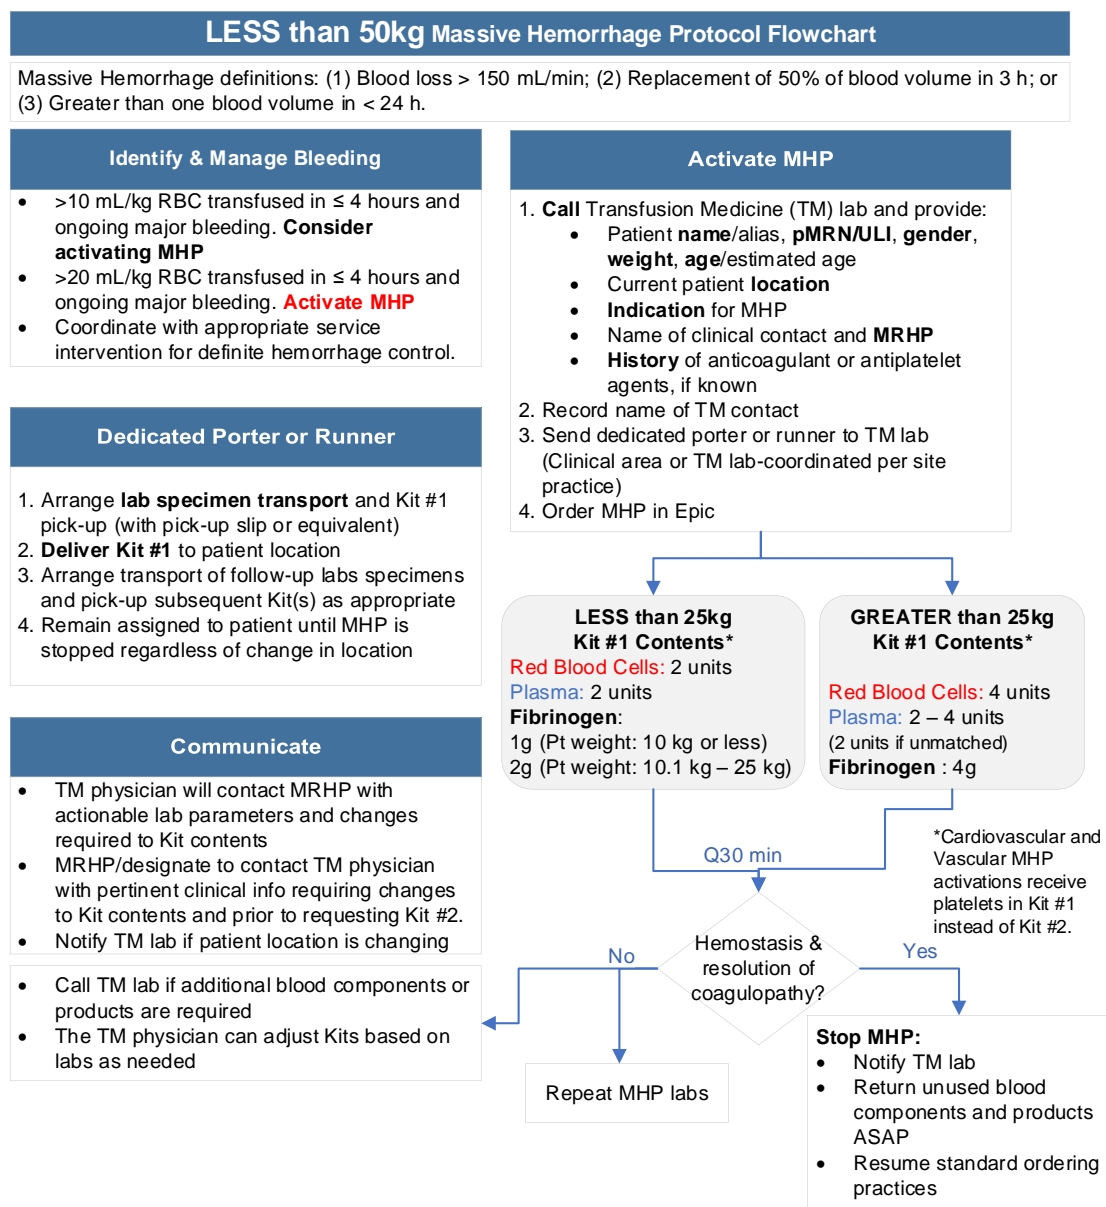 LESS than 50kg Massive Hemorrhage Protocol Flowchart
Massive Hemorrhage definitions: (1) Blood loss > 150 mL/min; (2) Replacement of 50% of blood volume in 3 h; or
(3) Greater than one blood volume in < 24 h.
Identify & Manage Bleeding
• >10 mL/kg RBC transfused in ≤ 4 hours and
ongoing major bleeding. Consider
activating MHP
• >20 mL/kg RBC transfused in ≤ 4 hours and
ongoing major bleeding. Activate MHP
• Coordinate with appropriate service
intervention for definite hemorrhage control.
Activate MHP
1. Call Transfusion Medicine (TM) lab and provide:
• Patient name/alias, pMRN/ULI, gender,
weight, age/estimated age
• Current patient location
• Indication for MHP
• Name of clinical contact and MRHP
• History of anticoagulant or antiplatelet
agents, if known
2. Record name of TM contact
3. Send dedicated porter or runner to TM lab
(Clinical area or TM lab-coordinated per site
practice)
4. Order MHP in Epic
Dedicated Porter or Runner
1. Arrange lab specimen transport and Kit #1
pick-up (with pick-up slip or equivalent)
2. Deliver Kit #1 to patient location
3. Arrange transport of follow-up labs specimens
and pick-up subsequent Kit(s) as appropriate
4. Remain assigned to patient until MHP is
stopped regardless of change in location
LESS than 25kg
Kit #1 Contents*
Red Blood Cells: 2 units
Plasma: 2 units
Fibrinogen:
1g (Pt weight: 10 kg or less)
2g (Pt weight: 10.1 kg – 25 kg)
GREATER than 25kg
Kit #1 Contents*
Red Blood Cells: 4 units
Plasma: 2 – 4 units
(2 units if unmatched)
Fibrinogen : 4g
Communicate
• TM physician will contact MRHP with
actionable lab parameters and changes
required to Kit contents
• MRHP/designate to contact TM physician
with pertinent clinical info requiring changes
to Kit contents and prior to requesting Kit #2.
• Notify TM lab if patient location is changing
• Call TM lab if additional blood components or
products are required
• The TM physician can adjust Kits based on
labs as needed
Q30 min
*Cardiovascular and
Vascular MHP
activations receive
platelets in Kit #1
instead of Kit #2.
Hemostasis &
resolution of
coagulopathy?
No
Yes
Repeat MHP labs
Stop MHP:
• Notify TM lab
• Return unused blood
components and products
ASAP
• Resume standard ordering
practices